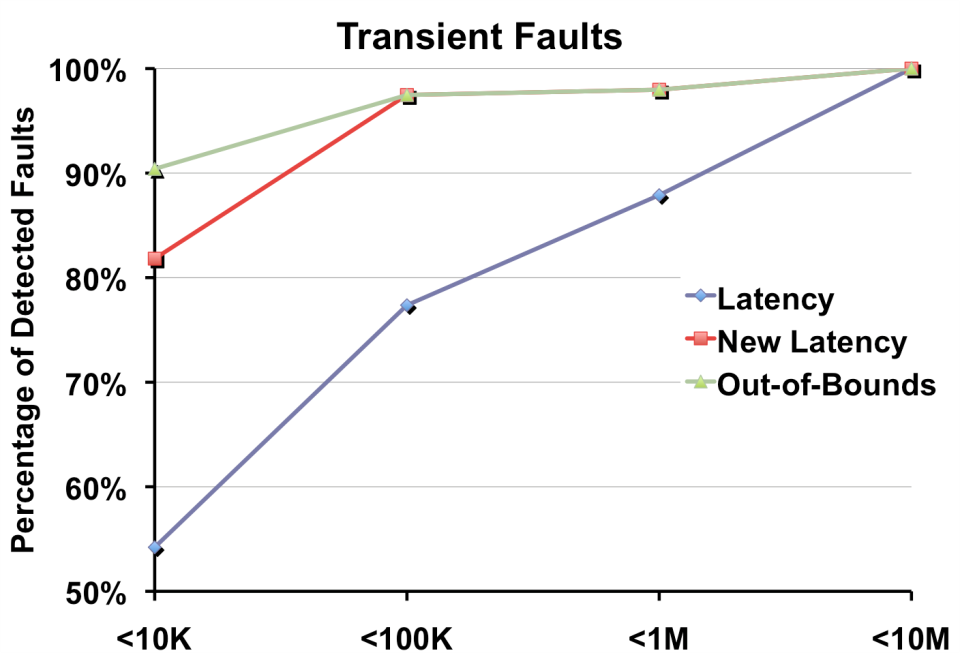 Transient Faults
100%
90%
80%
70%
60%
50%
Percentage of Detected Faults
Latency
New Latency
Out-of-Bounds
<10K
<100K
<1M
<10M